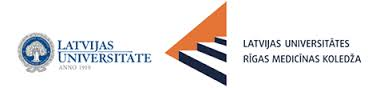 LATVIJAS
UNIVERSITĀTE
ANNO 1919
LATVIJAS UNIVERSITĀTES
RĪGAS MEDICĪNAS KOLEDŽA